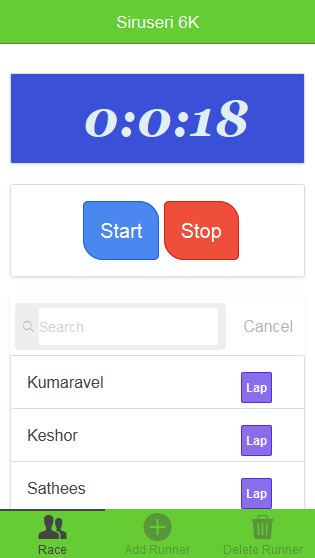 Siruseri 6K
0:0:18
Start Stop
Search Cancel
Kumaravel Lap
Keshor Lap
Sathees Lap
Race Add Runner Delete Runner